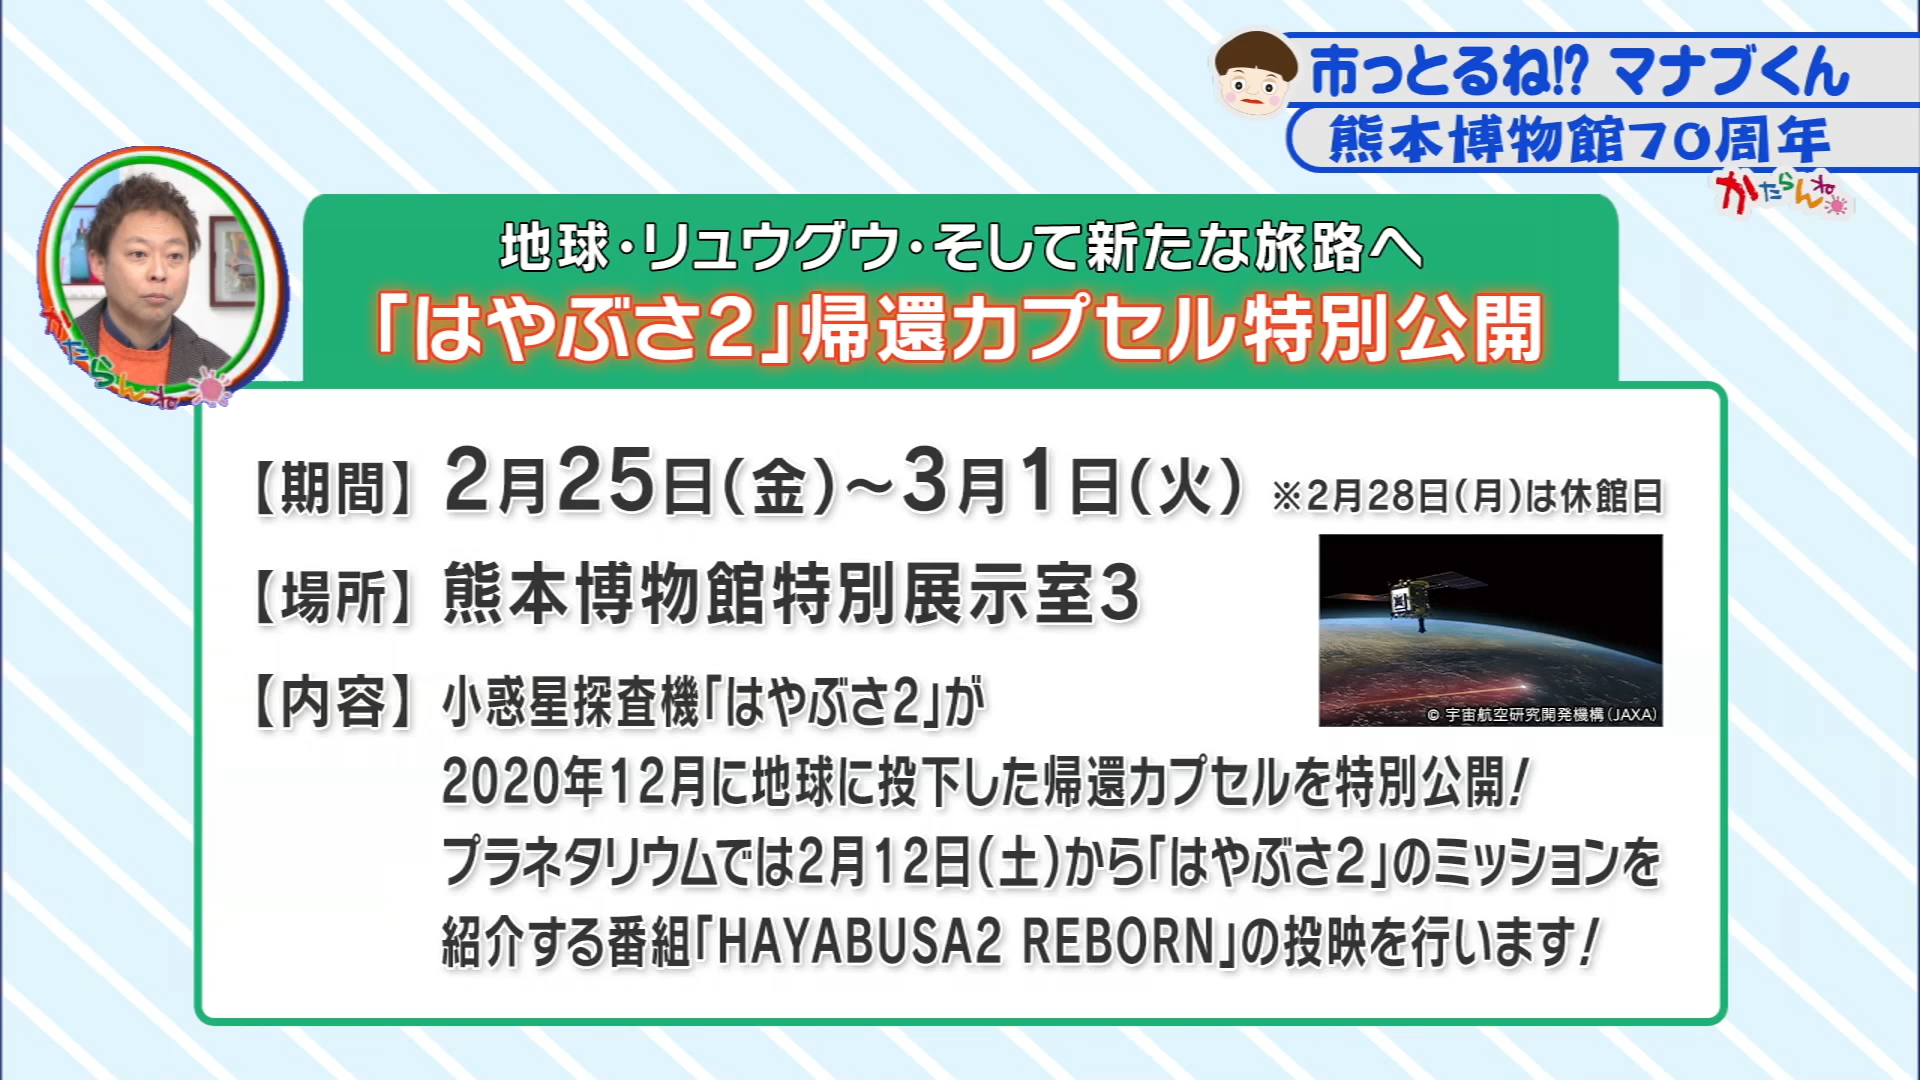 市っとるね!? マナブくん
熊本博物館70周年
かたらんね
かたらんね
地球・リュウグウ・そして新たな旅路へ
「はやぶさ2」帰還カプセル特別公開
【期間】2月25日(金)～3月1日(火) ※2月28日(月)は休館日
【場所】熊本博物館特別展示室3
【内容】小惑星探査機「はやぶさ2」が
2020年12月に地球に投下した帰還カプセルを特別公開!
プラネタリウムでは2月12日(土)から「はやぶさ2」のミッションを
紹介する番組「HAYABUSA2 REBORN」の投映を行います!
© 宇宙航空研究開発機構(JAXA)